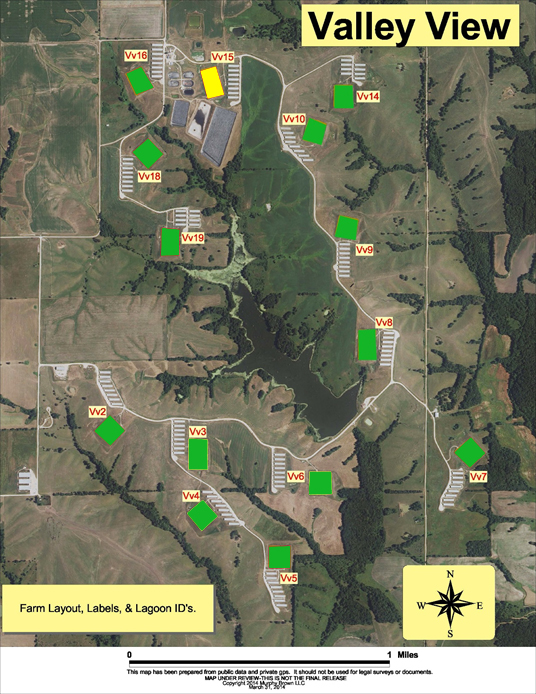 Valley View
Vv16
Vv15
Vv14
Vv10
Vv18
Vv19
Vv9
Vv8
Vv2
Vv3
Vv6
Vv7
Vv4
Vv5
Farm Layout, Labels, & Lagoon ID's.
N
W E
S
0 1 Miles
This map has been prepared from public data and private gps. It should not be used for legal surveys or documents.
MAP UNDER REVIEW-THIS IS NOT THE FINAL RELEASE
Copyright 2014 Murphy Brown LLC
March 31, 2014